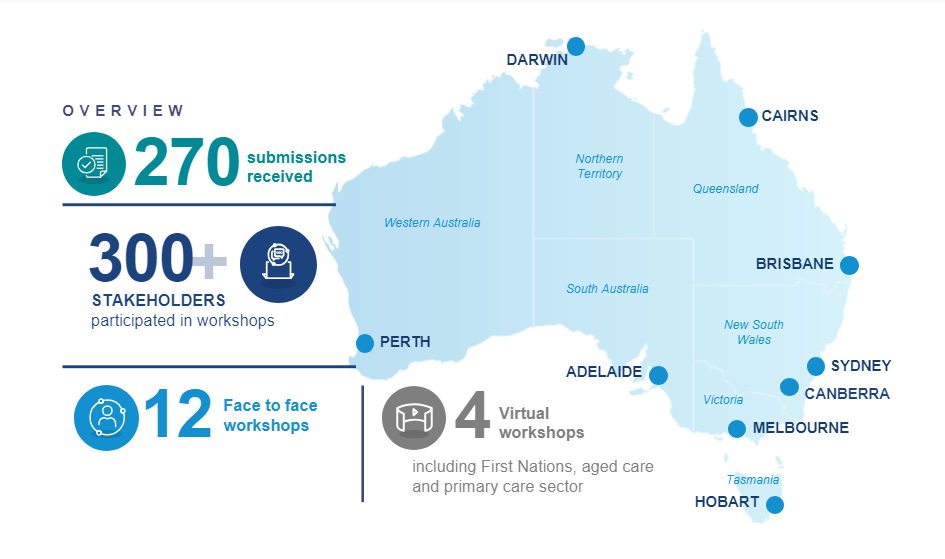 OVERVIEW
270
submissions
received
300+
STAKEHOLDERS
participated in workshops
12
Face to face
workshops
4
Virtual
workshops
including First Nations, aged care
and primary care sector
DARWIN
CAIRNS
Northern
Territory
Queensland
Western Australia
BRISBANE
South Australia
New South
Wales
PERTH
ADELAIDE
SYDNEY
CANBERRA
Victoria
MELBOURNE
Tasmania
HOBART